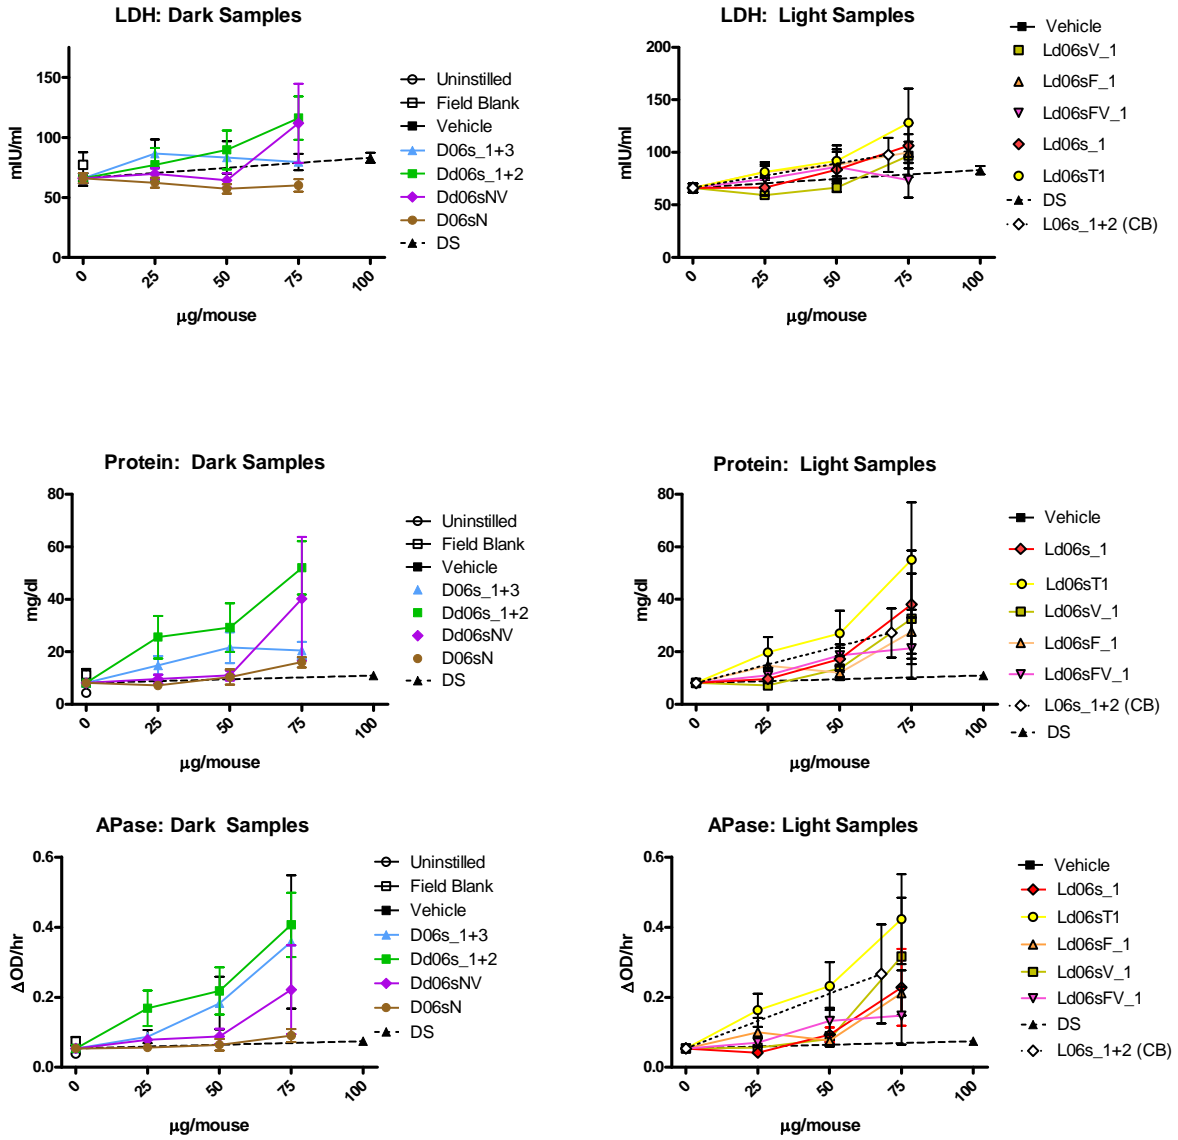 LDH: Dark Samples
150
100
50
0
mIU/ml
0
25
50
75
100
µg/mouse
Uninstilled
Field Blank
Vehicle
D06s_1+3
Dd06s_1+2
Dd06sNV
D06sN
DS
LDH: Light Samples
200
150
100
50
0
mIU/ml
0
25
50
75
100
µg/mouse
Vehicle
Ld06sV_1
Ld06sF_1
Ld06sFV_1
Ld06s_1
Ld06sT1
DS
L06s_1+2 (CB)
Protein: Dark Samples
80
60
40
20
0
mg/dl
0
25
50
75
100
µg/mouse
Uninstilled
Field Blank
Vehicle
D06s_1+3
Dd06s_1+2
Dd06sNV
D06sN
DS
Protein: Light Samples
80
60
40
20
0
mg/dl
0
25
50
75
100
µg/mouse
Vehicle
Ld06s_1
Ld06sT1
Ld06sV_1
Ld06sF_1
Ld06sFV_1
L06s_1+2 (CB)
DS
APase: Dark Samples
0.6
0.4
0.2
0.0
ΔOD/hr
0
25
50
75
100
µg/mouse
Uninstilled
Field Blank
Vehicle
D06s_1+3
Dd06s_1+2
Dd06sNV
D06sN
DS
APase: Light Samples
0.6
0.4
0.2
0.0
ΔOD/hr
0
25
50
75
100
µg/mouse
Vehicle
Ld06s_1
Ld06sT1
Ld06sF_1
Ld06sV_1
Ld06sFV_1
DS
L06s_1+2 (CB)